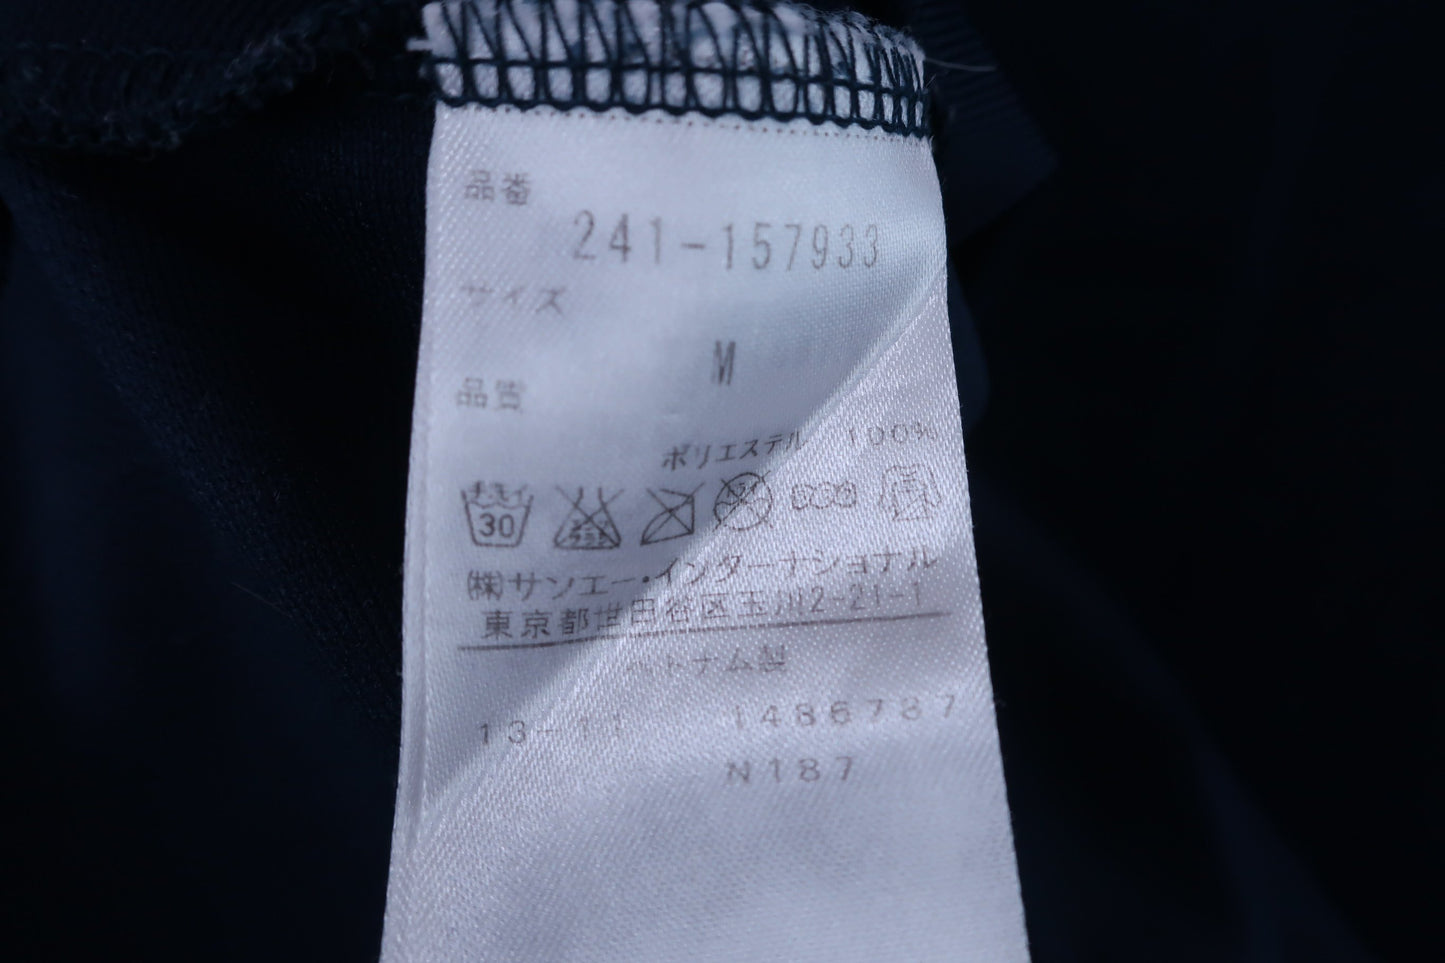 品番
241-157933
サイズ
M
品質
ポリエステル 100%
30
(株)サンエー・インターナショナル
東京都世田谷区玉川2-21-1
ベトナム製
13-11 1486787
N187